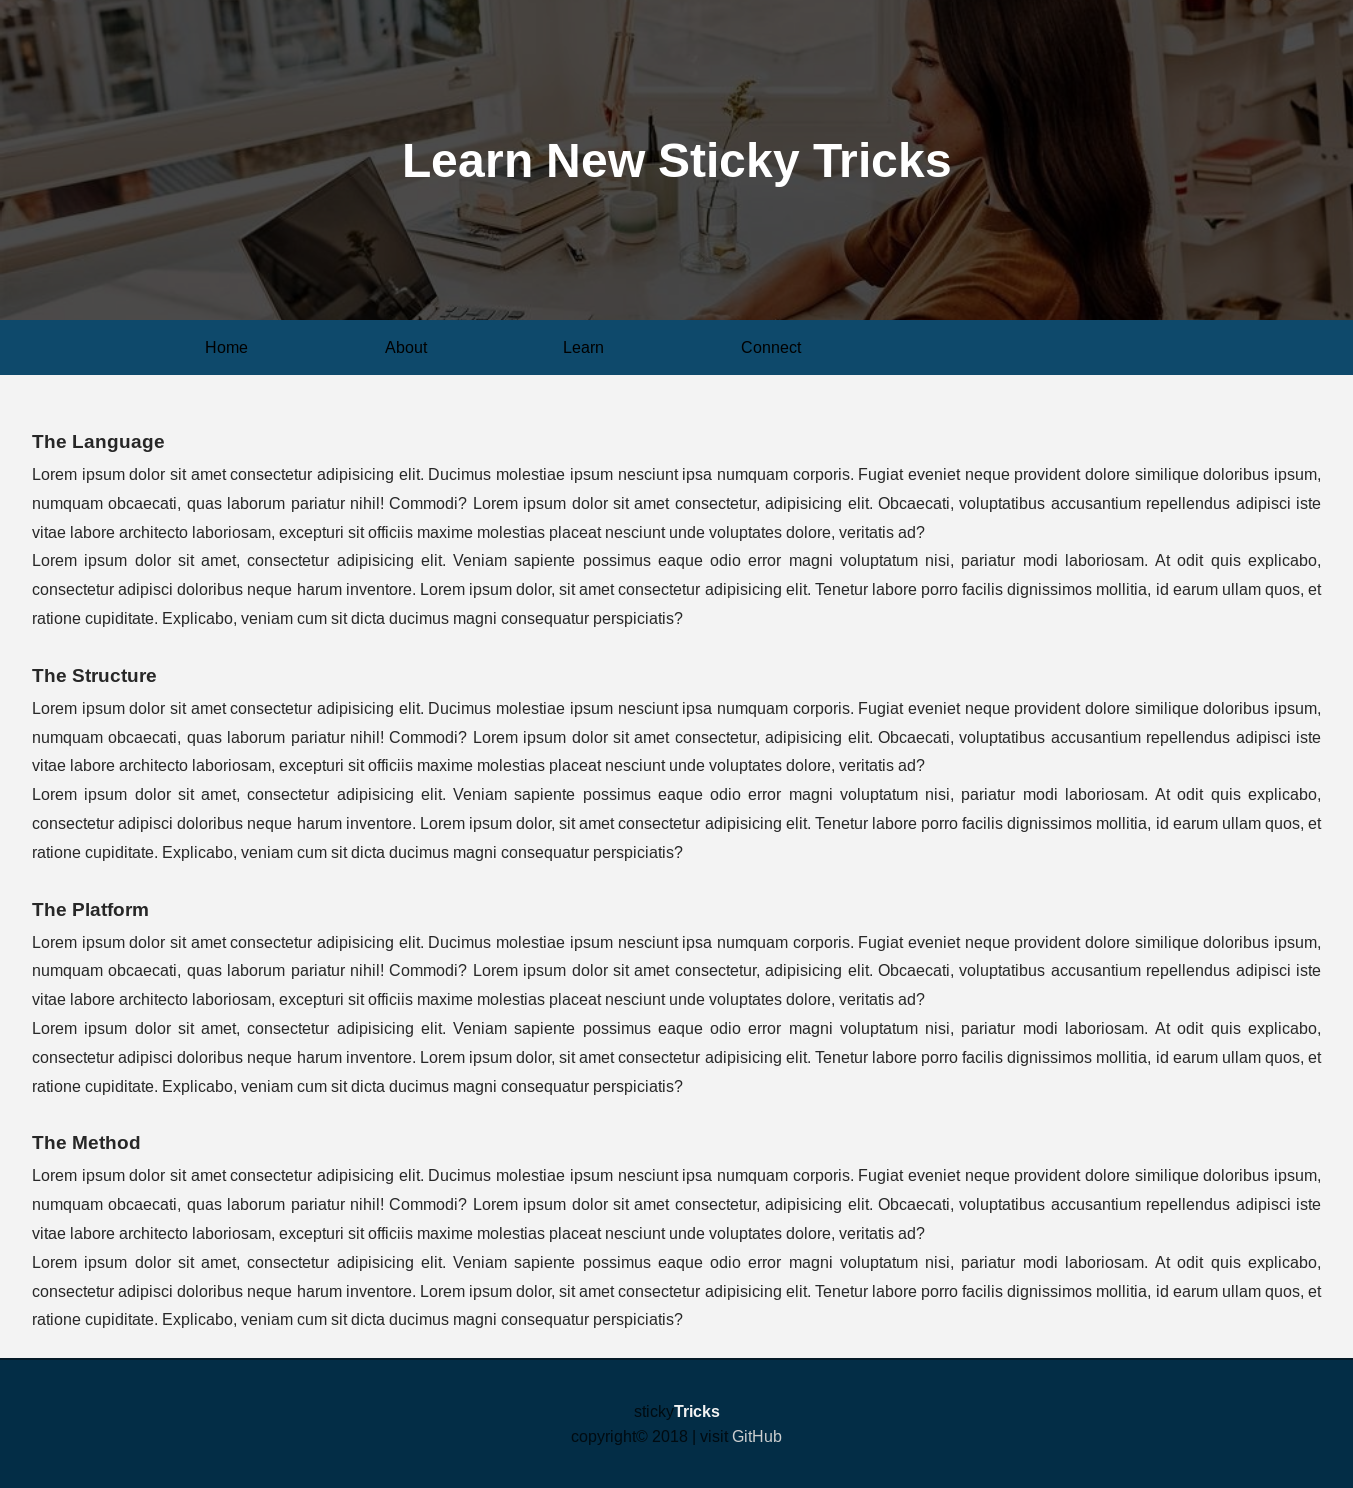 Learn New Sticky Tricks
Home About Learn Connect
The Language
Lorem ipsum dolor sit amet consectetur adipisicing elit. Ducimus molestiae ipsum nesciunt ipsa numquam corporis. Fugiat eveniet neque provident dolore similique doloribus ipsum,
numquam obcaecati, quas laborum pariatur nihil! Commodi? Lorem ipsum dolor sit amet consectetur, adipisicing elit. Obcaecati, voluptatibus accusantium repellendus adipisci iste
vitae labore architecto laboriosam, excepturi sit officiis maxime molestias placeat nesciunt unde voluptates dolore, veritatis ad?
Lorem ipsum dolor sit amet, consectetur adipisicing elit. Veniam sapiente possimus eaque odio error magni voluptatum nisi, pariatur modi laboriosam. At odit quis explicabo,
consectetur adipisci doloribus neque harum inventore. Lorem ipsum dolor, sit amet consectetur adipisicing elit. Tenetur labore porro facilis dignissimos mollitia, id earum ullam quos, et
ratione cupiditate. Explicabo, veniam cum sit dicta ducimus magni consequatur perspiciatis?
The Structure
Lorem ipsum dolor sit amet consectetur adipisicing elit. Ducimus molestiae ipsum nesciunt ipsa numquam corporis. Fugiat eveniet neque provident dolore similique doloribus ipsum,
numquam obcaecati, quas laborum pariatur nihil! Commodi? Lorem ipsum dolor sit amet consectetur, adipisicing elit. Obcaecati, voluptatibus accusantium repellendus adipisci iste
vitae labore architecto laboriosam, excepturi sit officiis maxime molestias placeat nesciunt unde voluptates dolore, veritatis ad?
Lorem ipsum dolor sit amet, consectetur adipisicing elit. Veniam sapiente possimus eaque odio error magni voluptatum nisi, pariatur modi laboriosam. At odit quis explicabo,
consectetur adipisci doloribus neque harum inventore. Lorem ipsum dolor, sit amet consectetur adipisicing elit. Tenetur labore porro facilis dignissimos mollitia, id earum ullam quos, et
ratione cupiditate. Explicabo, veniam cum sit dicta ducimus magni consequatur perspiciatis?
The Platform
Lorem ipsum dolor sit amet consectetur adipisicing elit. Ducimus molestiae ipsum nesciunt ipsa numquam corporis. Fugiat eveniet neque provident dolore similique doloribus ipsum,
numquam obcaecati, quas laborum pariatur nihil! Commodi? Lorem ipsum dolor sit amet consectetur, adipisicing elit. Obcaecati, voluptatibus accusantium repellendus adipisci iste
vitae labore architecto laboriosam, excepturi sit officiis maxime molestias placeat nesciunt unde voluptates dolore, veritatis ad?
Lorem ipsum dolor sit amet, consectetur adipisicing elit. Veniam sapiente possimus eaque odio error magni voluptatum nisi, pariatur modi laboriosam. At odit quis explicabo,
consectetur adipisci doloribus neque harum inventore. Lorem ipsum dolor, sit amet consectetur adipisicing elit. Tenetur labore porro facilis dignissimos mollitia, id earum ullam quos, et
ratione cupiditate. Explicabo, veniam cum sit dicta ducimus magni consequatur perspiciatis?
The Method
Lorem ipsum dolor sit amet consectetur adipisicing elit. Ducimus molestiae ipsum nesciunt ipsa numquam corporis. Fugiat eveniet neque provident dolore similique doloribus ipsum,
numquam obcaecati, quas laborum pariatur nihil! Commodi? Lorem ipsum dolor sit amet consectetur, adipisicing elit. Obcaecati, voluptatibus accusantium repellendus adipisci iste
vitae labore architecto laboriosam, excepturi sit officiis maxime molestias placeat nesciunt unde voluptates dolore, veritatis ad?
Lorem ipsum dolor sit amet, consectetur adipisicing elit. Veniam sapiente possimus eaque odio error magni voluptatum nisi, pariatur modi laboriosam. At odit quis explicabo,
consectetur adipisci doloribus neque harum inventore. Lorem ipsum dolor, sit amet consectetur adipisicing elit. Tenetur labore porro facilis dignissimos mollitia, id earum ullam quos, et
ratione cupiditate. Explicabo, veniam cum sit dicta ducimus magni consequatur perspiciatis?
stickyTricks
copyright© 2018 | visit GitHub